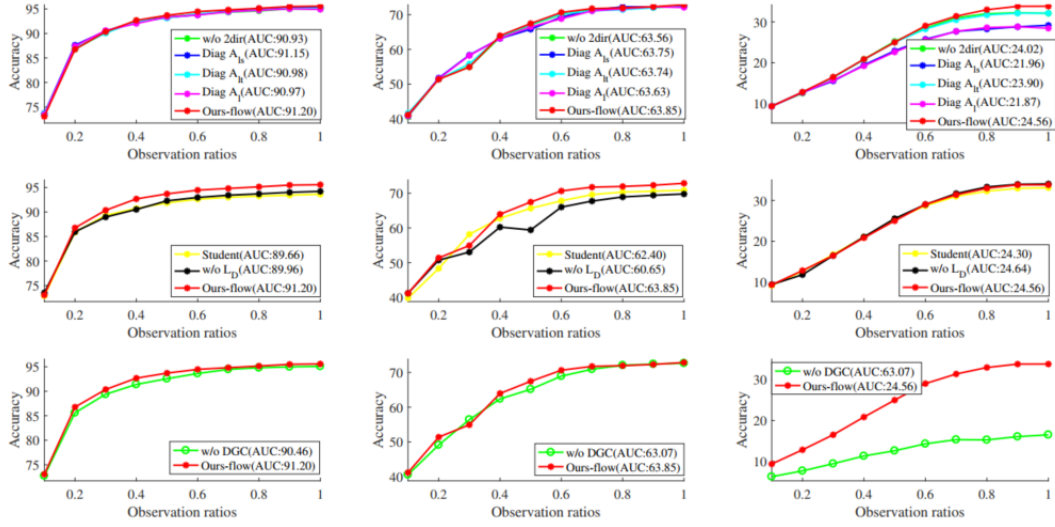 Accuracy
95
90
85
80
75
w/o 2dir(AUC:90.93)
Diag A_ls(AUC:91.15)
Diag A_lt(AUC:90.98)
Diag A_l(AUC:90.97)
Ours-flow(AUC:91.20)
0.2 0.4 0.6 0.8 1
Observation ratios
Accuracy
70
60
50
40
w/o 2dir(AUC:63.56)
Diag A_ls(AUC:63.75)
Diag A_lt(AUC:63.74)
Diag A_l(AUC:63.63)
Ours-flow(AUC:63.85)
0.2 0.4 0.6 0.8 1
Observation ratios
Accuracy
30
20
10
w/o 2dir(AUC:24.02)
Diag A_ls(AUC:21.96)
Diag A_lt(AUC:23.90)
Diag A_l(AUC:21.87)
Ours-flow(AUC:24.56)
0.2 0.4 0.6 0.8 1
Observation ratios
Accuracy
95
90
85
80
75
Student(AUC:89.66)
w/o L_D(AUC:89.96)
Ours-flow(AUC:91.20)
0.2 0.4 0.6 0.8 1
Observation ratios
Accuracy
70
60
50
40
Student(AUC:62.40)
w/o L_D(AUC:60.65)
Ours-flow(AUC:63.85)
0.2 0.4 0.6 0.8 1
Observation ratios
Accuracy
30
20
10
Student(AUC:24.30)
w/o L_D(AUC:24.64)
Ours-flow(AUC:24.56)
0.2 0.4 0.6 0.8 1
Observation ratios
Accuracy
95
90
85
80
75
w/o DGC(AUC:90.46)
Ours-flow(AUC:91.20)
0.2 0.4 0.6 0.8 1
Observation ratios
Accuracy
70
60
50
40
w/o DGC(AUC:63.07)
Ours-flow(AUC:63.85)
0.2 0.4 0.6 0.8 1
Observation ratios
Accuracy
30
20
10
w/o DGC(AUC:63.07)
Ours-flow(AUC:24.56)
0.2 0.4 0.6 0.8 1
Observation ratios